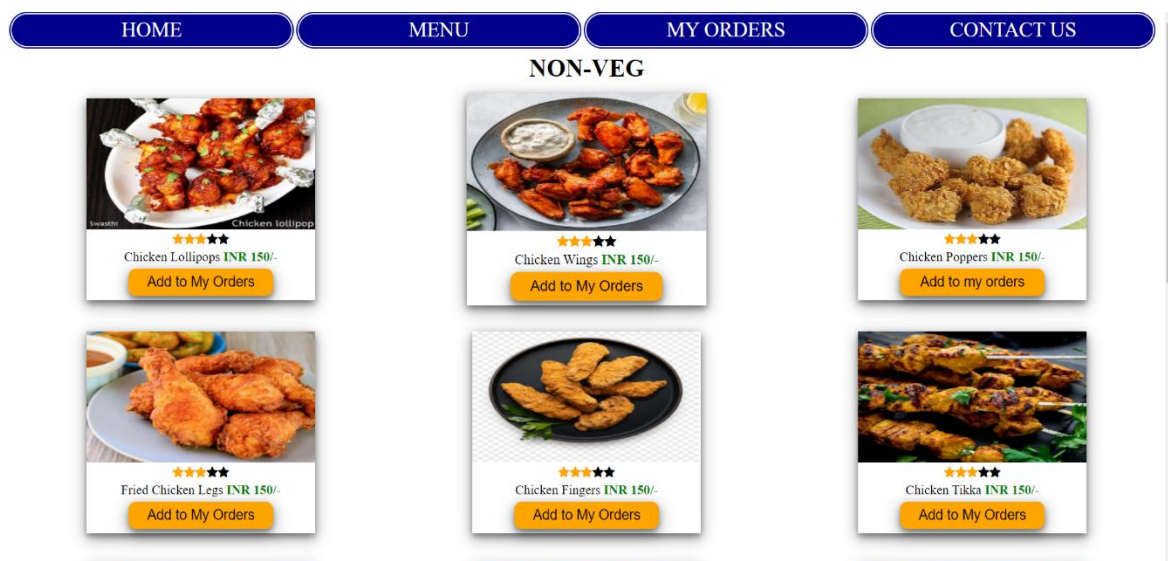 HOME MENU MY ORDERS CONTACT US
NON-VEG
Swasthi Chicken lollipop
Chicken Lollipops INR 150/-
Add to My Orders
Chicken Wings INR 150/-
Add to My Orders
Chicken Poppers INR 150/-
Add to my orders
Fried Chicken Legs INR 150/-
Add to My Orders
Chicken Fingers INR 150/-
Add to My Orders
Chicken Tikka INR 150/-
Add to My Orders